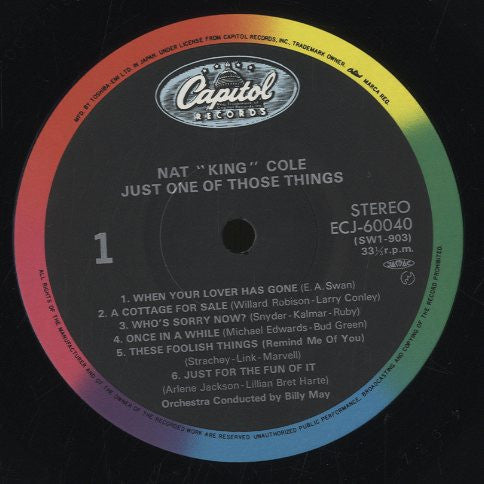 MFD BY TOSHIBA-EMI LTD. IN JAPAN. UNDER LICENSE FROM CAPITOL RECORDS, INC., TRADEMARK OWNER. Capitol MARCA REG.
Capitol
RECORDS
NAT "KING" COLE
JUST ONE OF THOSE THINGS
STEREO
ECJ-60040
(SW1-903)
33⅓ r.p.m.
JASRAC
1
1. WHEN YOUR LOVER HAS GONE (E. A. Swan)
2. A COTTAGE FOR SALE (Willard Robison-Larry Conley)
3. WHO'S SORRY NOW? (Snyder-Kalmar-Ruby)
4. ONCE IN A WHILE (Michael Edwards-Bud Green)
5. THESE FOOLISH THINGS (Remind Me Of You)
(Strachey-Link-Marvell)
6. JUST FOR THE FUN OF IT
(Arlene Jackson-Lillian Bret Harte)
Orchestra Conducted by Billy May
ALL RIGHTS OF THE MANUFACTURER AND OF THE OWNER OF THE RECORDED WORK ARE RESERVED. UNAUTHORIZED PUBLIC PERFORMANCE, BROADCASTING AND COPYING OF THE RECORD PROHIBITED.